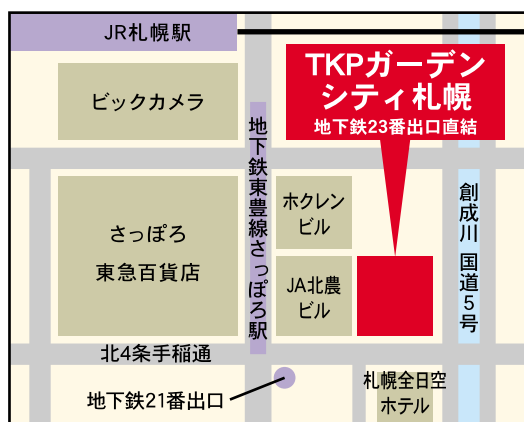 JR札幌駅
TKPガーデン
シティ札幌
地下鉄23番出口直結
ビックカメラ
地下鉄東豊線さっぽろ駅
ホクレン
ビル
創成川 国道5号
さっぽろ
東急百貨店
JA北農
ビル
北4条手稲通
地下鉄21番出口
札幌全日空
ホテル